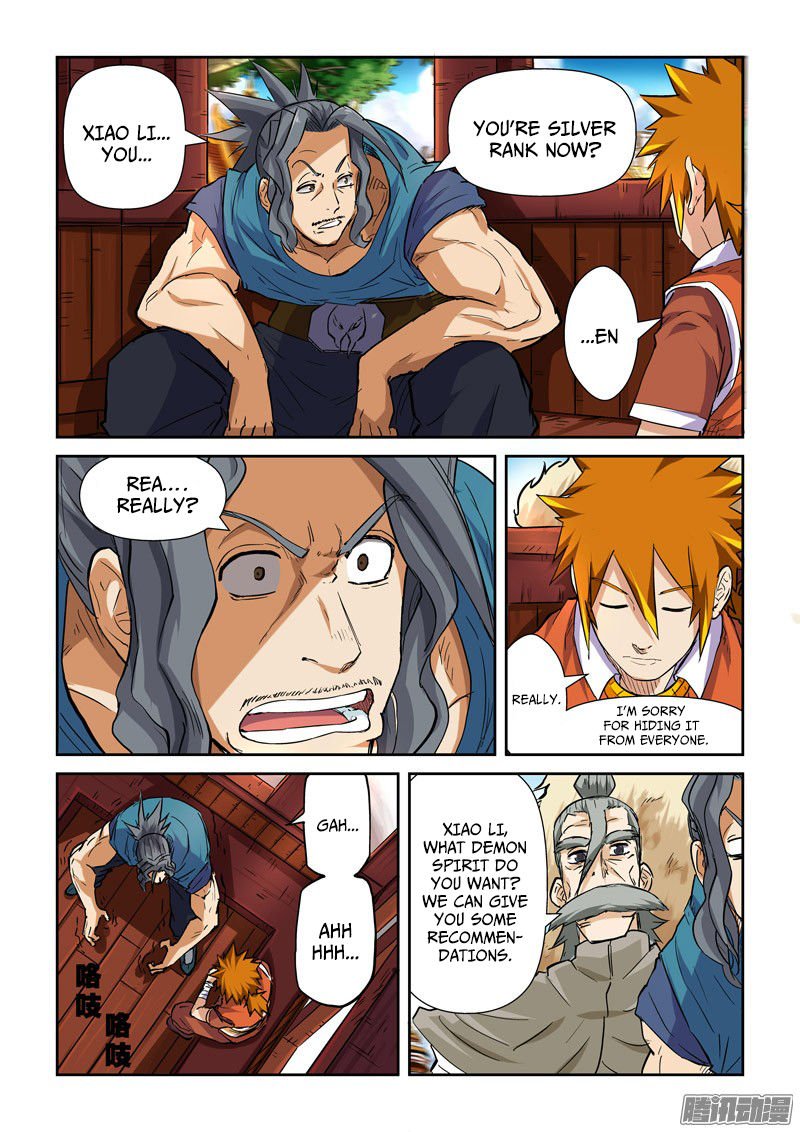 XIAO LI...
YOU...
YOU'RE SILVER
RANK NOW?
...EN
REA....
REALLY?
REALLY.
I'M SORRY
FOR HIDING IT
FROM EVERYONE.
GAH...
AHH
HHH...
咯吱
咯吱
XIAO LI,
WHAT DEMON
SPIRIT DO
YOU WANT?
WE CAN GIVE
YOU SOME
RECOMMEN-
DATIONS.
腾讯动漫